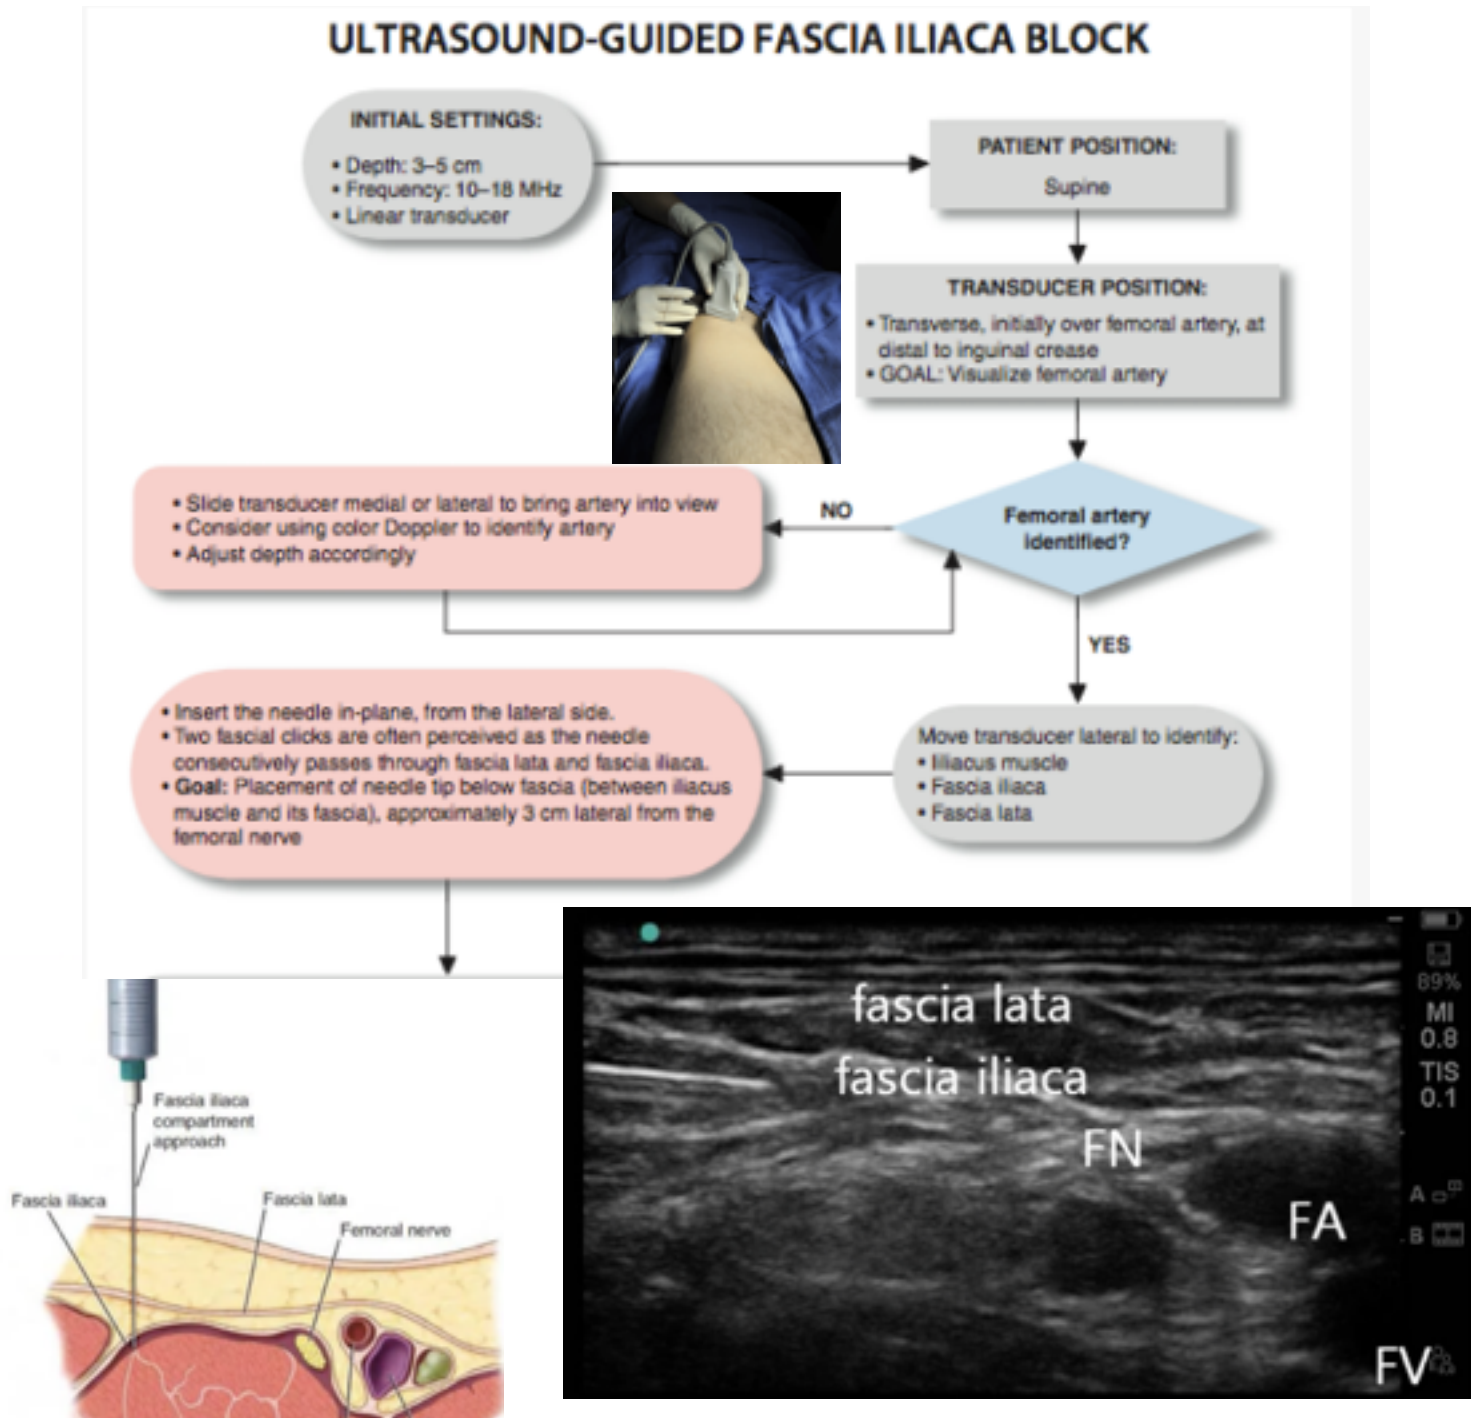 ULTRASOUND-GUIDED FASCIA ILIACA BLOCK
INITIAL SETTINGS:
• Depth: 3–5 cm
• Frequency: 10–18 MHz
• Linear transducer
PATIENT POSITION:
Supine
TRANSDUCER POSITION:
• Transverse, initially over femoral artery, at
distal to inguinal crease
• GOAL: Visualize femoral artery
Femoral artery
identified?
NO
• Slide transducer medial or lateral to bring artery into view
• Consider using color Doppler to identify artery
• Adjust depth accordingly
YES
Move transducer lateral to identify:
• Iiliacus muscle
• Fascia iliaca
• Fascia lata
• Insert the needle in-plane, from the lateral side.
• Two fascial clicks are often perceived as the needle
consecutively passes through fascia lata and fascia iliaca.
• Goal: Placement of needle tip below fascia (between iliacus
muscle and its fascia), approximately 3 cm lateral from the
femoral nerve
Fascia iliaca
compartment
approach
Fascia iliaca
Fascia lata
Femoral nerve
fascia lata
fascia iliaca
FN
FA
FV
89%
MI
0.8
TIS
0.1
A
B